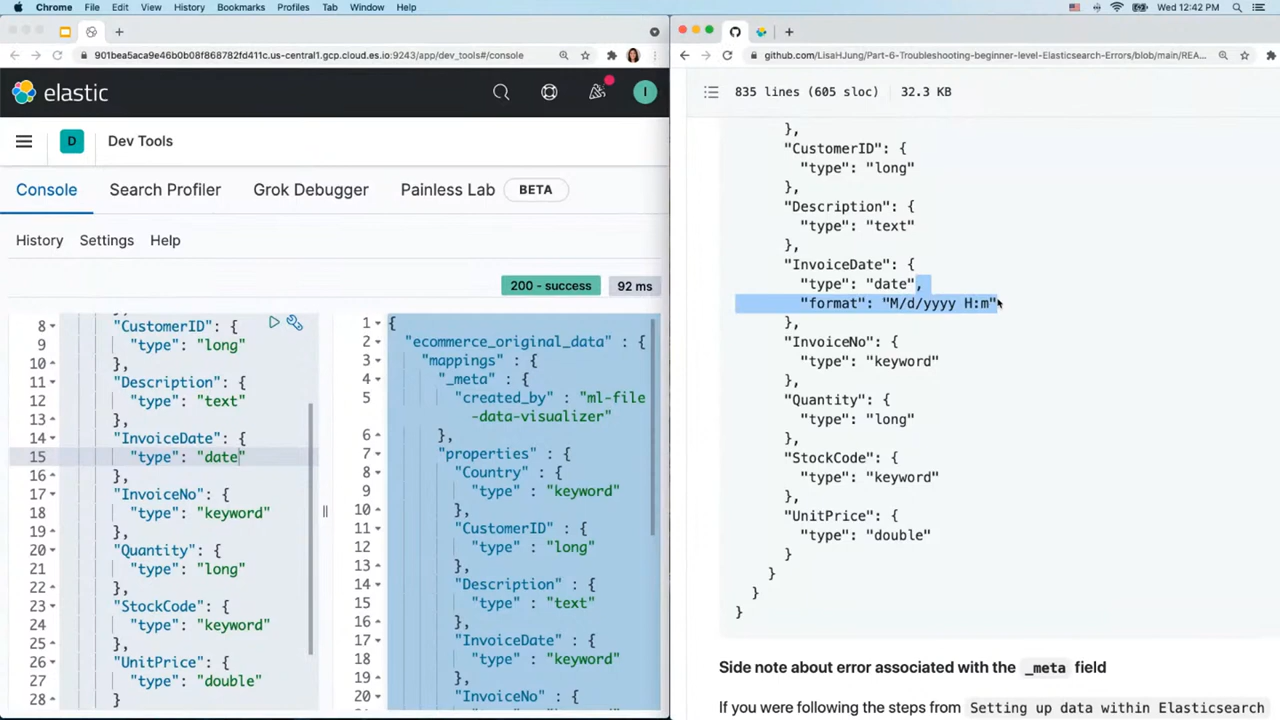 Chrome File Edit View History Bookmarks Profiles Tab Window Help Wed 12:42 PM
901bea5aca9e46b0b08f868782fd411c.us-central1.gcp.cloud.es.io:9243/app/dev_tools#/console
github.com/LisaHJung/Part-6-Troubleshooting-beginner-level-Elasticsearch-Errors/blob/main/REA...
elastic
I
D Dev Tools
Console Search Profiler Grok Debugger Painless Lab BETA
History Settings Help
200 - success 92 ms
8 "CustomerID": {
9 "type": "long"
10 },
11 "Description": {
12 "type": "text"
13 },
14 "InvoiceDate": {
15 "type": "date"
16 },
17 "InvoiceNo": {
18 "type": "keyword"
19 },
20 "Quantity": {
21 "type": "long"
22 },
23 "StockCode": {
24 "type": "keyword"
25 },
26 "UnitPrice": {
27 "type": "double"
28 }
1 {
2 "ecommerce_original_data" : {
3 "mappings" : {
4 "_meta" : {
5 "created_by" : "ml-file
-data-visualizer"
6 },
7 "properties" : {
8 "Country" : {
9 "type" : "keyword"
10 },
11 "CustomerID" : {
12 "type" : "long"
13 },
14 "Description" : {
15 "type" : "text"
16 },
17 "InvoiceDate" : {
18 "type" : "keyword"
19 },
20 "InvoiceNo" : {
835 lines (605 sloc) 32.3 KB
},
"CustomerID": {
"type": "long"
},
"Description": {
"type": "text"
},
"InvoiceDate": {
"type": "date",
"format": "M/d/yyyy H:m"
},
"InvoiceNo": {
"type": "keyword"
},
"Quantity": {
"type": "long"
},
"StockCode": {
"type": "keyword"
},
"UnitPrice": {
"type": "double"
}
}
}
}
Side note about error associated with the _meta field
If you were following the steps from Setting up data within Elasticsearch